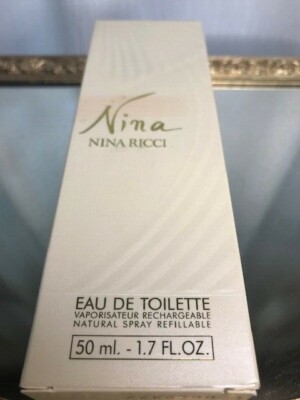 Nina
NINA RICCI
EAU DE TOILETTE
VAPORISATEUR RECHARGEABLE
NATURAL SPRAY REFILLABLE
50 ml. - 1.7 FL.OZ.